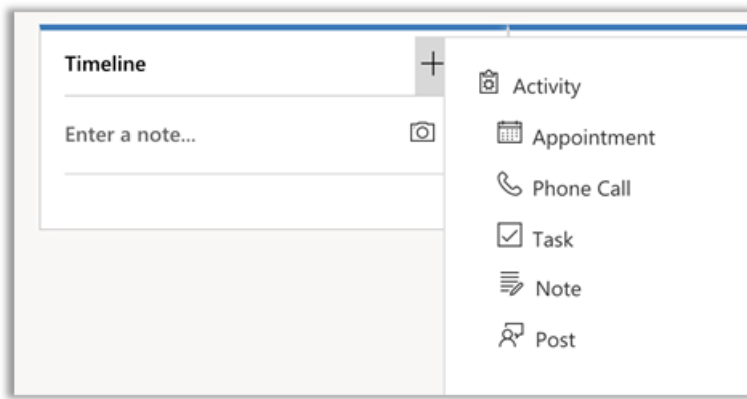 Timeline
Enter a note...
Activity
Appointment
Phone Call
Task
Note
Post